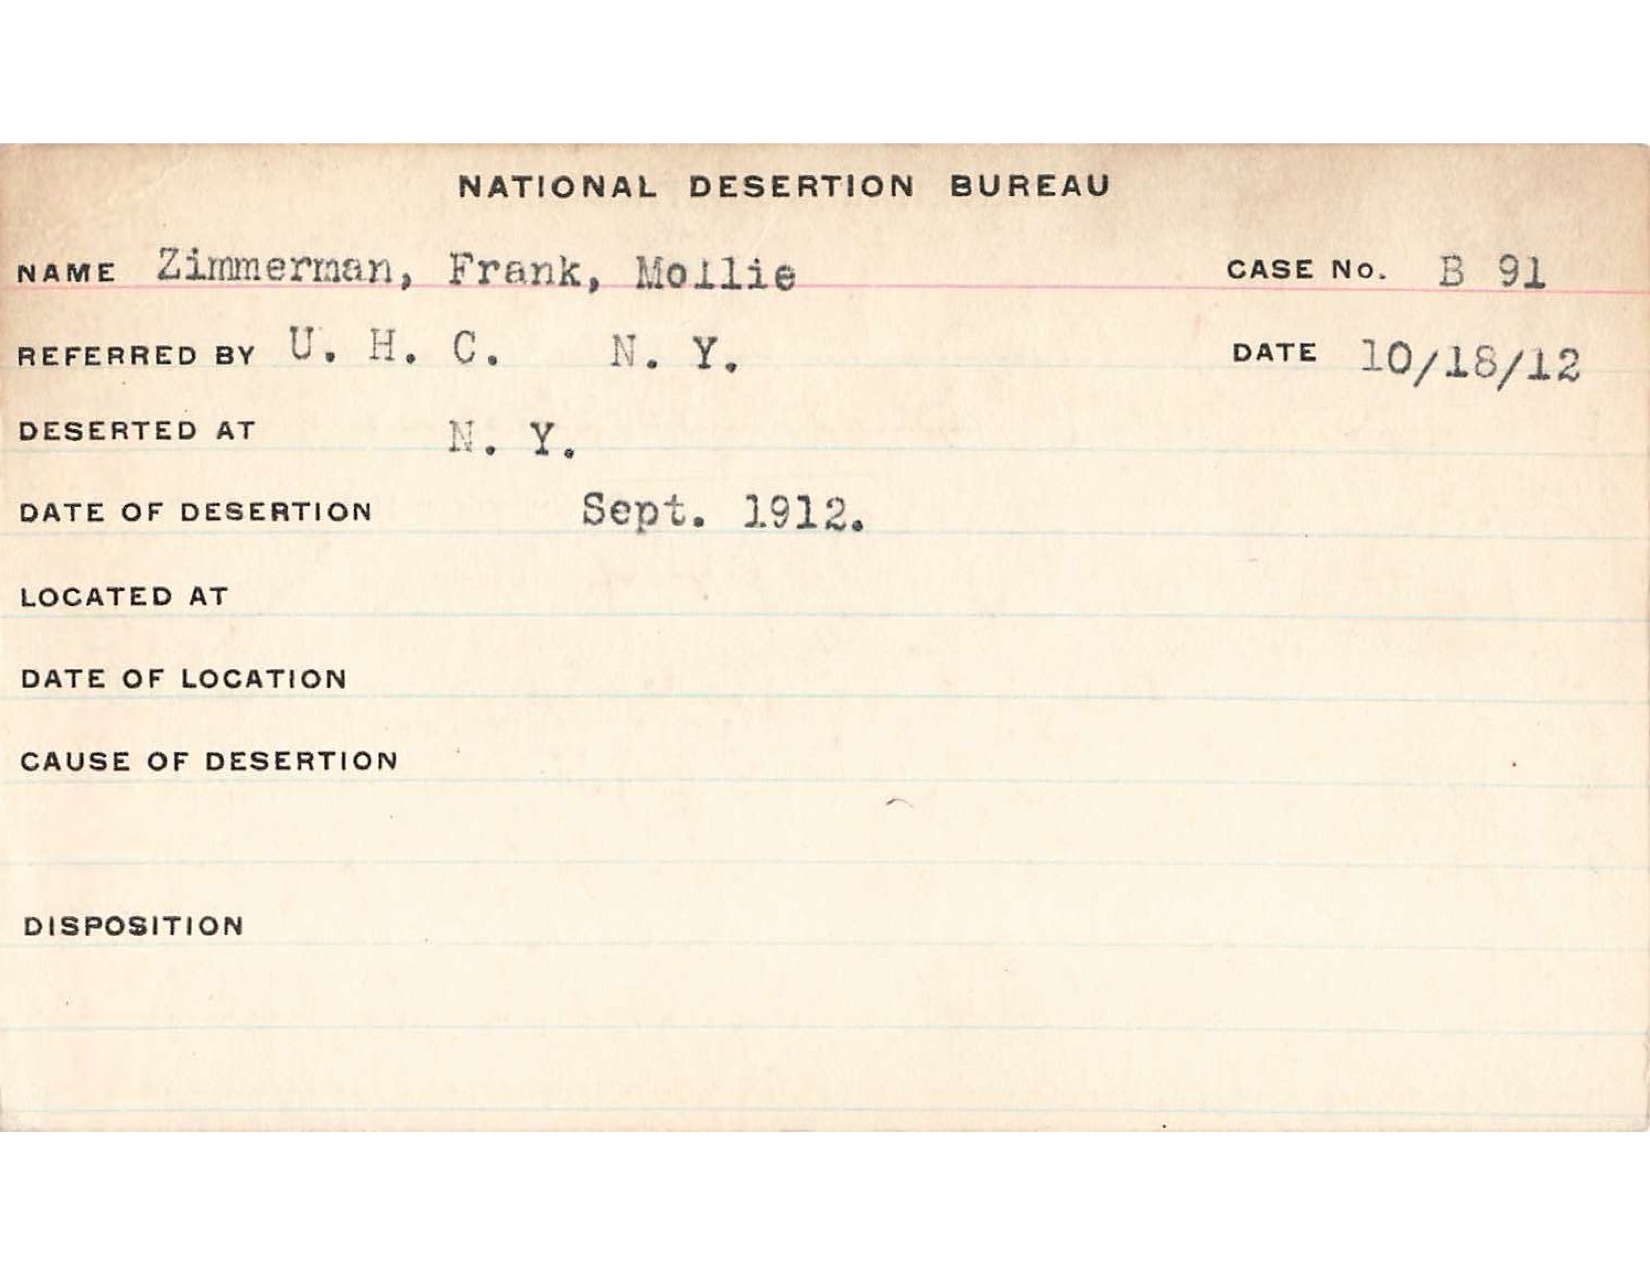 NATIONAL DESERTION BUREAU
NAME Zimmerman, Frank, Mollie CASE No. B 91
REFERRED BY U. H. C. N. Y. DATE 10/18/12
DESERTED AT N. Y.
DATE OF DESERTION Sept. 1912.
LOCATED AT
DATE OF LOCATION
CAUSE OF DESERTION
DISPOSITION